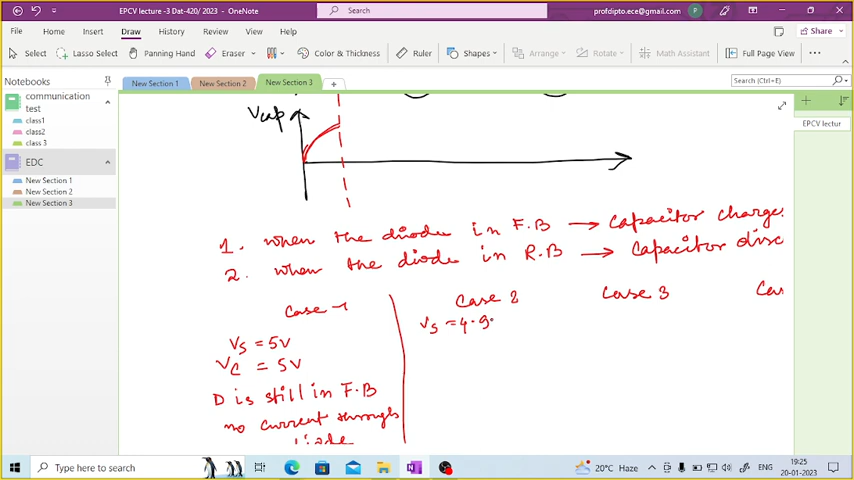 EPCV lecture -3 Dat-420/ 2023 - OneNote
Search
profdipto.ece@gmail.com
P
File Home Insert Draw History Review View Help
Share
Select Lasso Select Panning Hand Eraser Color & Thickness Ruler Shapes Arrange Rotate Math Assistant Full Page View
Notebooks
New Section 1 New Section 2 New Section 3
Search (Ctrl+E)
communication
test
class1
class2
class 3
EDC
New Section 1
New Section 2
New Section 3
EPCV lectur
Vcap
1. when the diode in F.B → Capacitor charge
2. when the diode in R.B → Capacitor disc
Case -1 Case 2 Case 3 Cas
Vs = 5V
Vc = 5V
D is still in F.B
no current through
diode
Vs = 4.9
Type here to search
20°C Haze
ENG
19:25
20-01-2023